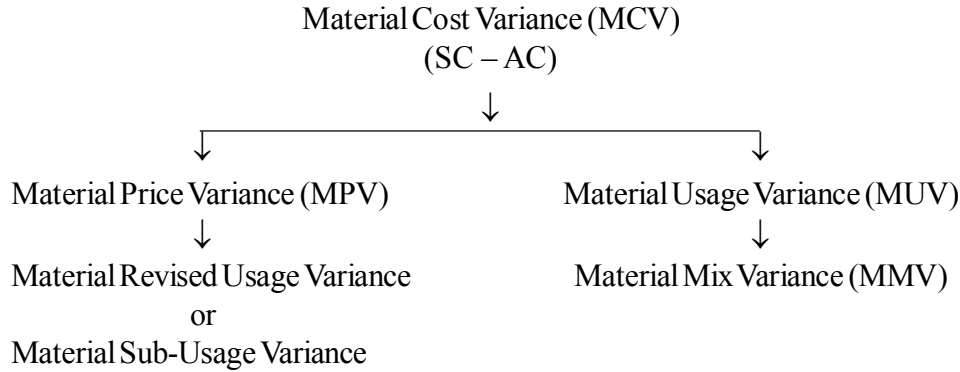 Material Cost Variance (MCV)
(SC – AC)
Material Price Variance (MPV)
Material Usage Variance (MUV)
Material Revised Usage Variance
Material Mix Variance (MMV)
or
Material Sub-Usage Variance